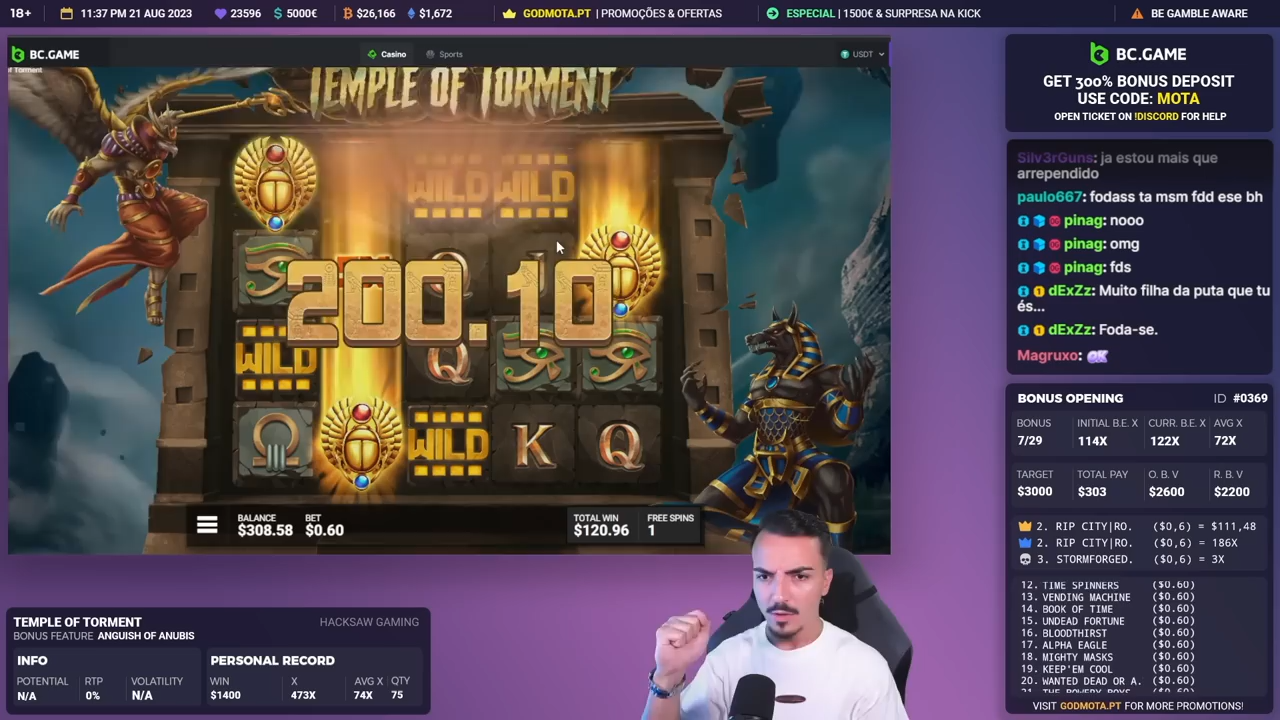 18+
11:37 PM 21 AUG 2023
23596
5000€
$26,166
$1,672
GODMOTA.PT | PROMOÇÕES & OFERTAS
ESPECIAL | 1500€ & SURPRESA NA KICK
BE GAMBLE AWARE
BC.GAME
Casino
Sports
USDT
of Torment
TEMPLE OF TORMENT
WILD WILD
Q
200.10
WILD
Q
WILD
K
Q
BALANCE
$308.58
BET
$0.60
TOTAL WIN
$120.96
FREE SPINS
1
BC.GAME
GET 300% BONUS DEPOSIT
USE CODE: MOTA
OPEN TICKET ON !DISCORD FOR HELP
Silv3rGuns: ja estou mais que
arrependido
paulo667: fodass ta msm fdd ese bh
pinag: nooo
pinag: omg
pinag: fds
dExZz: Muito filha da puta que tu
és...
dExZz: Foda-se.
Magruxo: OK
BONUS OPENING
ID #0369
BONUS INITIAL B.E. X CURR. B.E. X AVG X
7/29 114X 122X 72X
TARGET TOTAL PAY O. B. V R. B. V
$3000 $303 $2600 $2200
2. RIP CITY|RO. ($0,6) = $111,48
2. RIP CITY|RO. ($0,6) = 186X
3. STORMFORGED. ($0,6) = 3X
12. TIME SPINNERS ($0.60)
13. VENDING MACHINE ($0.60)
14. BOOK OF TIME ($0.60)
15. UNDEAD FORTUNE ($0.60)
16. BLOODTHIRST ($0.60)
17. ALPHA EAGLE ($0.60)
18. MIGHTY MASKS ($0.60)
19. KEEP'EM COOL ($0.60)
20. WANTED DEAD OR A. ($0.60)
VISIT GODMOTA.PT FOR MORE PROMOTIONS!
TEMPLE OF TORMENT
HACKSAW GAMING
BONUS FEATURE ANGUISH OF ANUBIS
INFO
POTENTIAL RTP VOLATILITY
N/A 0% N/A
PERSONAL RECORD
WIN X AVG X QTY
$1400 473X 74X 75